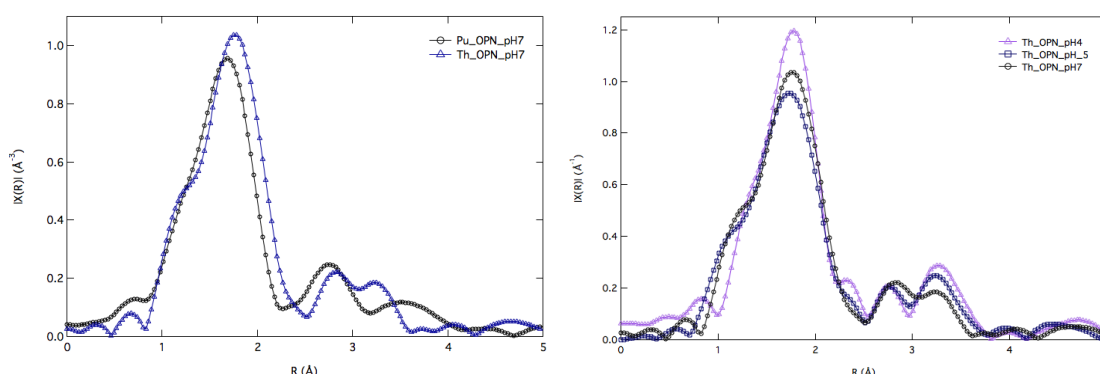 Pu_OPN_pH7
Th_OPN_pH7
1.0
0.8
0.6
0.4
0.2
0.0
|X(R)| (Å⁻³)
0
1
2
3
4
5
R (Å)
Th_OPN_pH4
Th_OPN_pH_5
Th_OPN_pH7
1.2
1.0
0.8
0.6
0.4
0.2
0.0
|X(R)| (Å⁻¹)
0
1
2
3
4
R (Å)